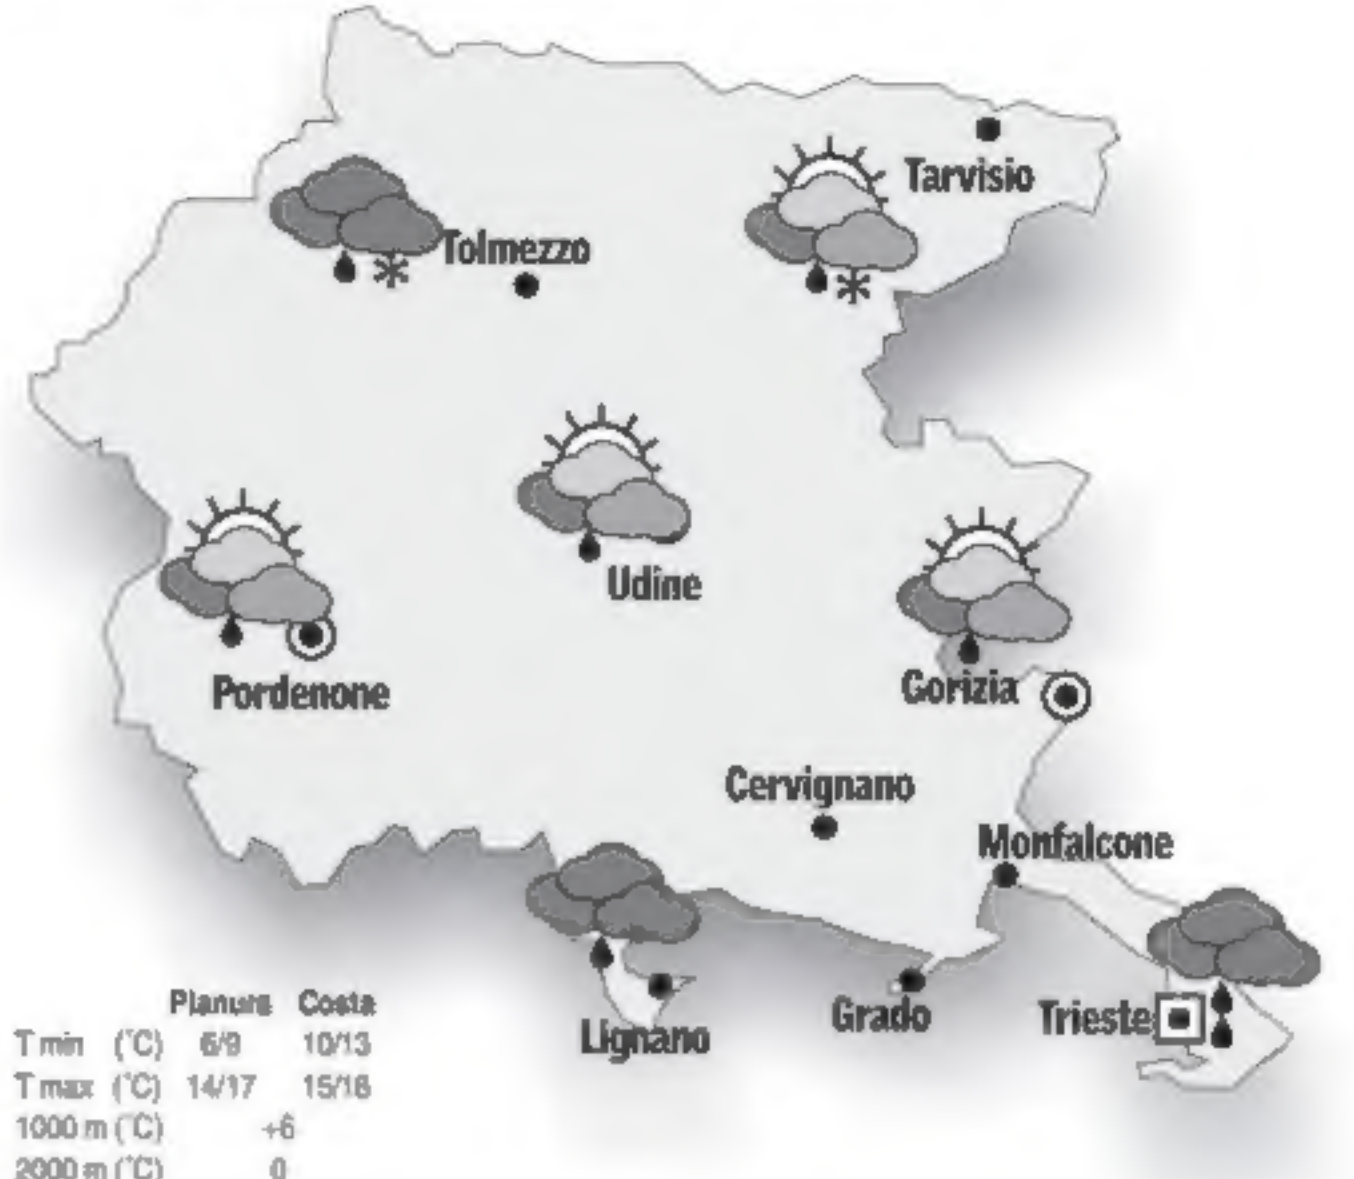 Tarvisio
Tolmezzo
Udine
Pordenone
Gorizia
Cervignano
Monfalcone
Grado
Trieste
Lignano
Pianura Costa
T min (°C) 6/9 10/13
T max (°C) 14/17 15/18
1000 m (°C) +6
2000 m (°C) 0